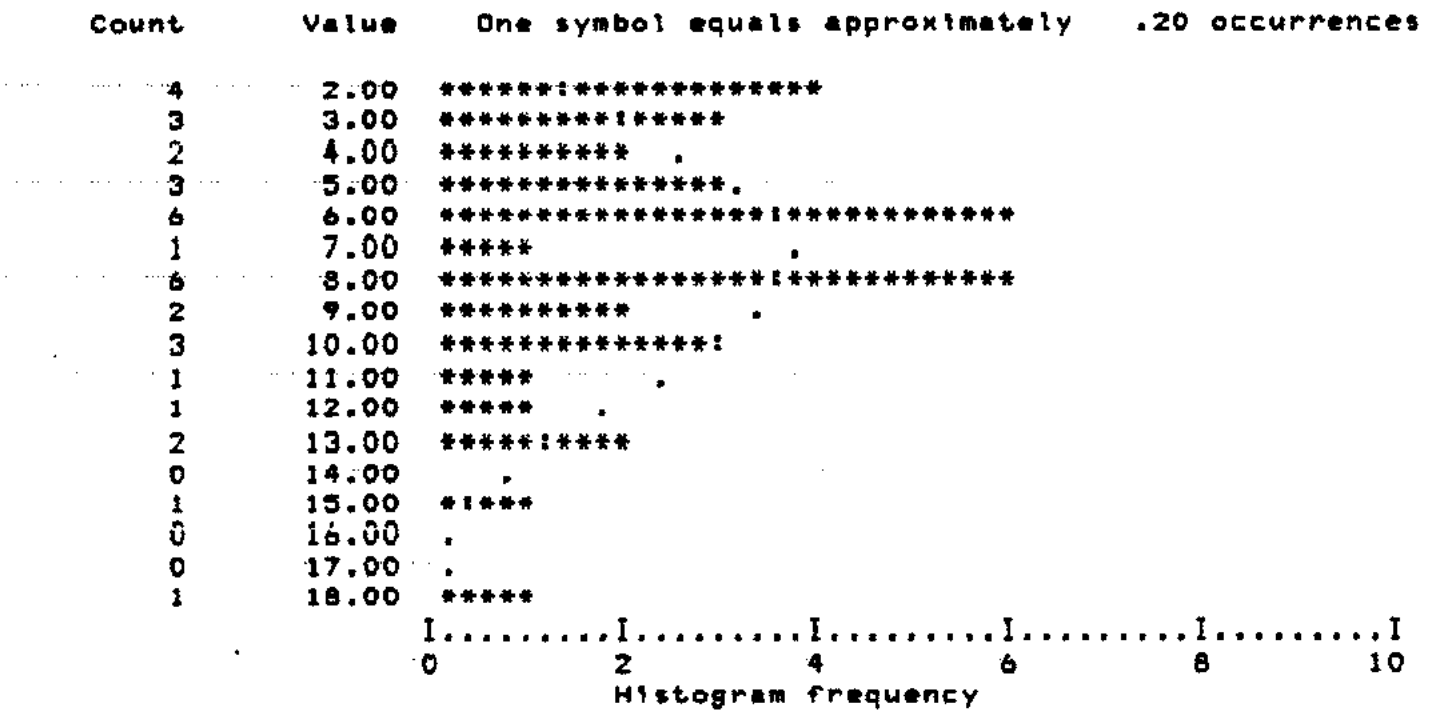 Count Value One symbol equals approximately .20 occurrences
4 2.00 ******:*************
3 3.00 *********:*****
2 4.00 ********** .
3 5.00 ***************.
6 6.00 *****************:************
1 7.00 ***** .
6 8.00 *****************:************
2 9.00 ********** .
3 10.00 **************:
1 11.00 ***** .
1 12.00 ***** .
2 13.00 *****:****
0 14.00 .
1 15.00 *:***
0 16.00 .
0 17.00 .
1 18.00 *****
I.........I.........I.........I.........I.........I
0 2 4 6 8 10
Histogram frequency